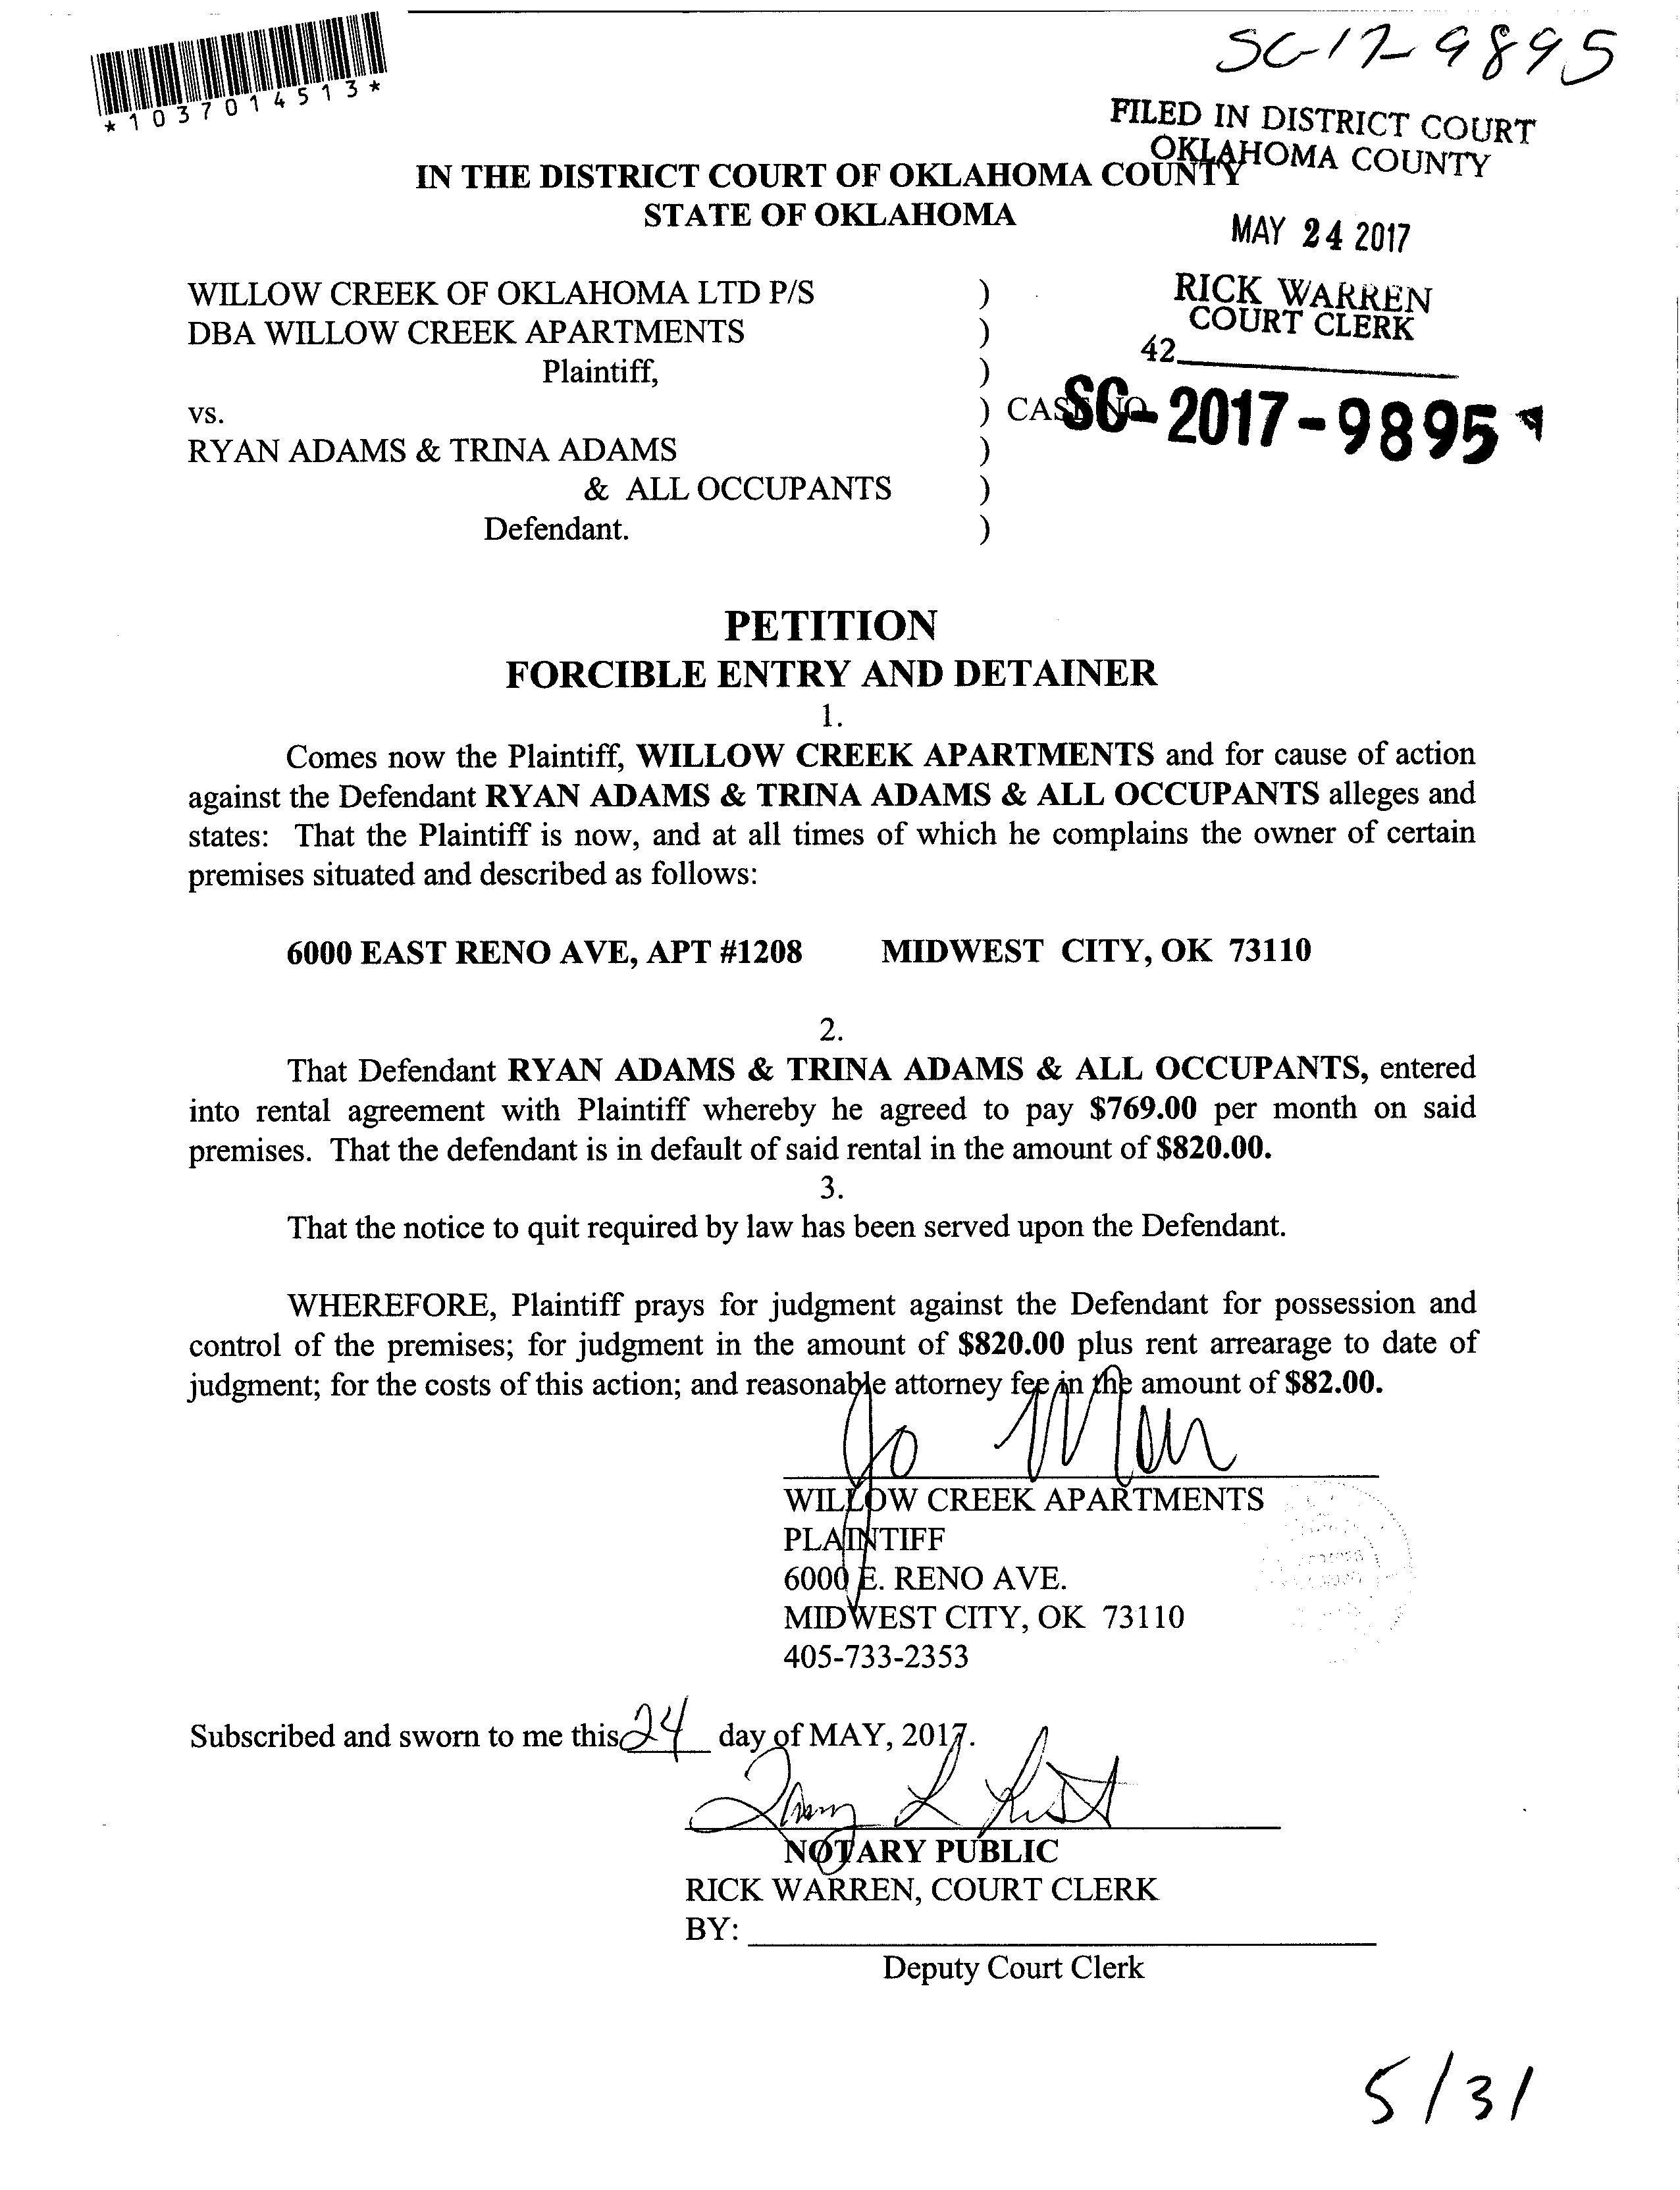 SC-17-9895
*1037014513*
FILED IN DISTRICT COURT
OKLAHOMA COUNTY
IN THE DISTRICT COURT OF OKLAHOMA COUNTY
STATE OF OKLAHOMA
MAY 24 2017
RICK WARREN
COURT CLERK
42
WILLOW CREEK OF OKLAHOMA LTD P/S )
DBA WILLOW CREEK APARTMENTS )
Plaintiff, )
vs. ) CASE NO. SC-2017-9895
RYAN ADAMS & TRINA ADAMS )
& ALL OCCUPANTS )
Defendant. )
PETITION
FORCIBLE ENTRY AND DETAINER
1.
Comes now the Plaintiff, WILLOW CREEK APARTMENTS and for cause of action
against the Defendant RYAN ADAMS & TRINA ADAMS & ALL OCCUPANTS alleges and
states: That the Plaintiff is now, and at all times of which he complains the owner of certain
premises situated and described as follows:
6000 EAST RENO AVE, APT #1208 MIDWEST CITY, OK 73110
2.
That Defendant RYAN ADAMS & TRINA ADAMS & ALL OCCUPANTS, entered
into rental agreement with Plaintiff whereby he agreed to pay $769.00 per month on said
premises. That the defendant is in default of said rental in the amount of $820.00.
3.
That the notice to quit required by law has been served upon the Defendant.
WHEREFORE, Plaintiff prays for judgment against the Defendant for possession and
control of the premises; for judgment in the amount of $820.00 plus rent arrearage to date of
judgment; for the costs of this action; and reasonable attorney fee in the amount of $82.00.
Jo
WILLOW CREEK APARTMENTS
PLAINTIFF
6000 E. RENO AVE.
MIDWEST CITY, OK 73110
405-733-2353
Subscribed and sworn to me this 24 day of MAY, 2017.
NOTARY PUBLIC
RICK WARREN, COURT CLERK
BY:
Deputy Court Clerk
5/31